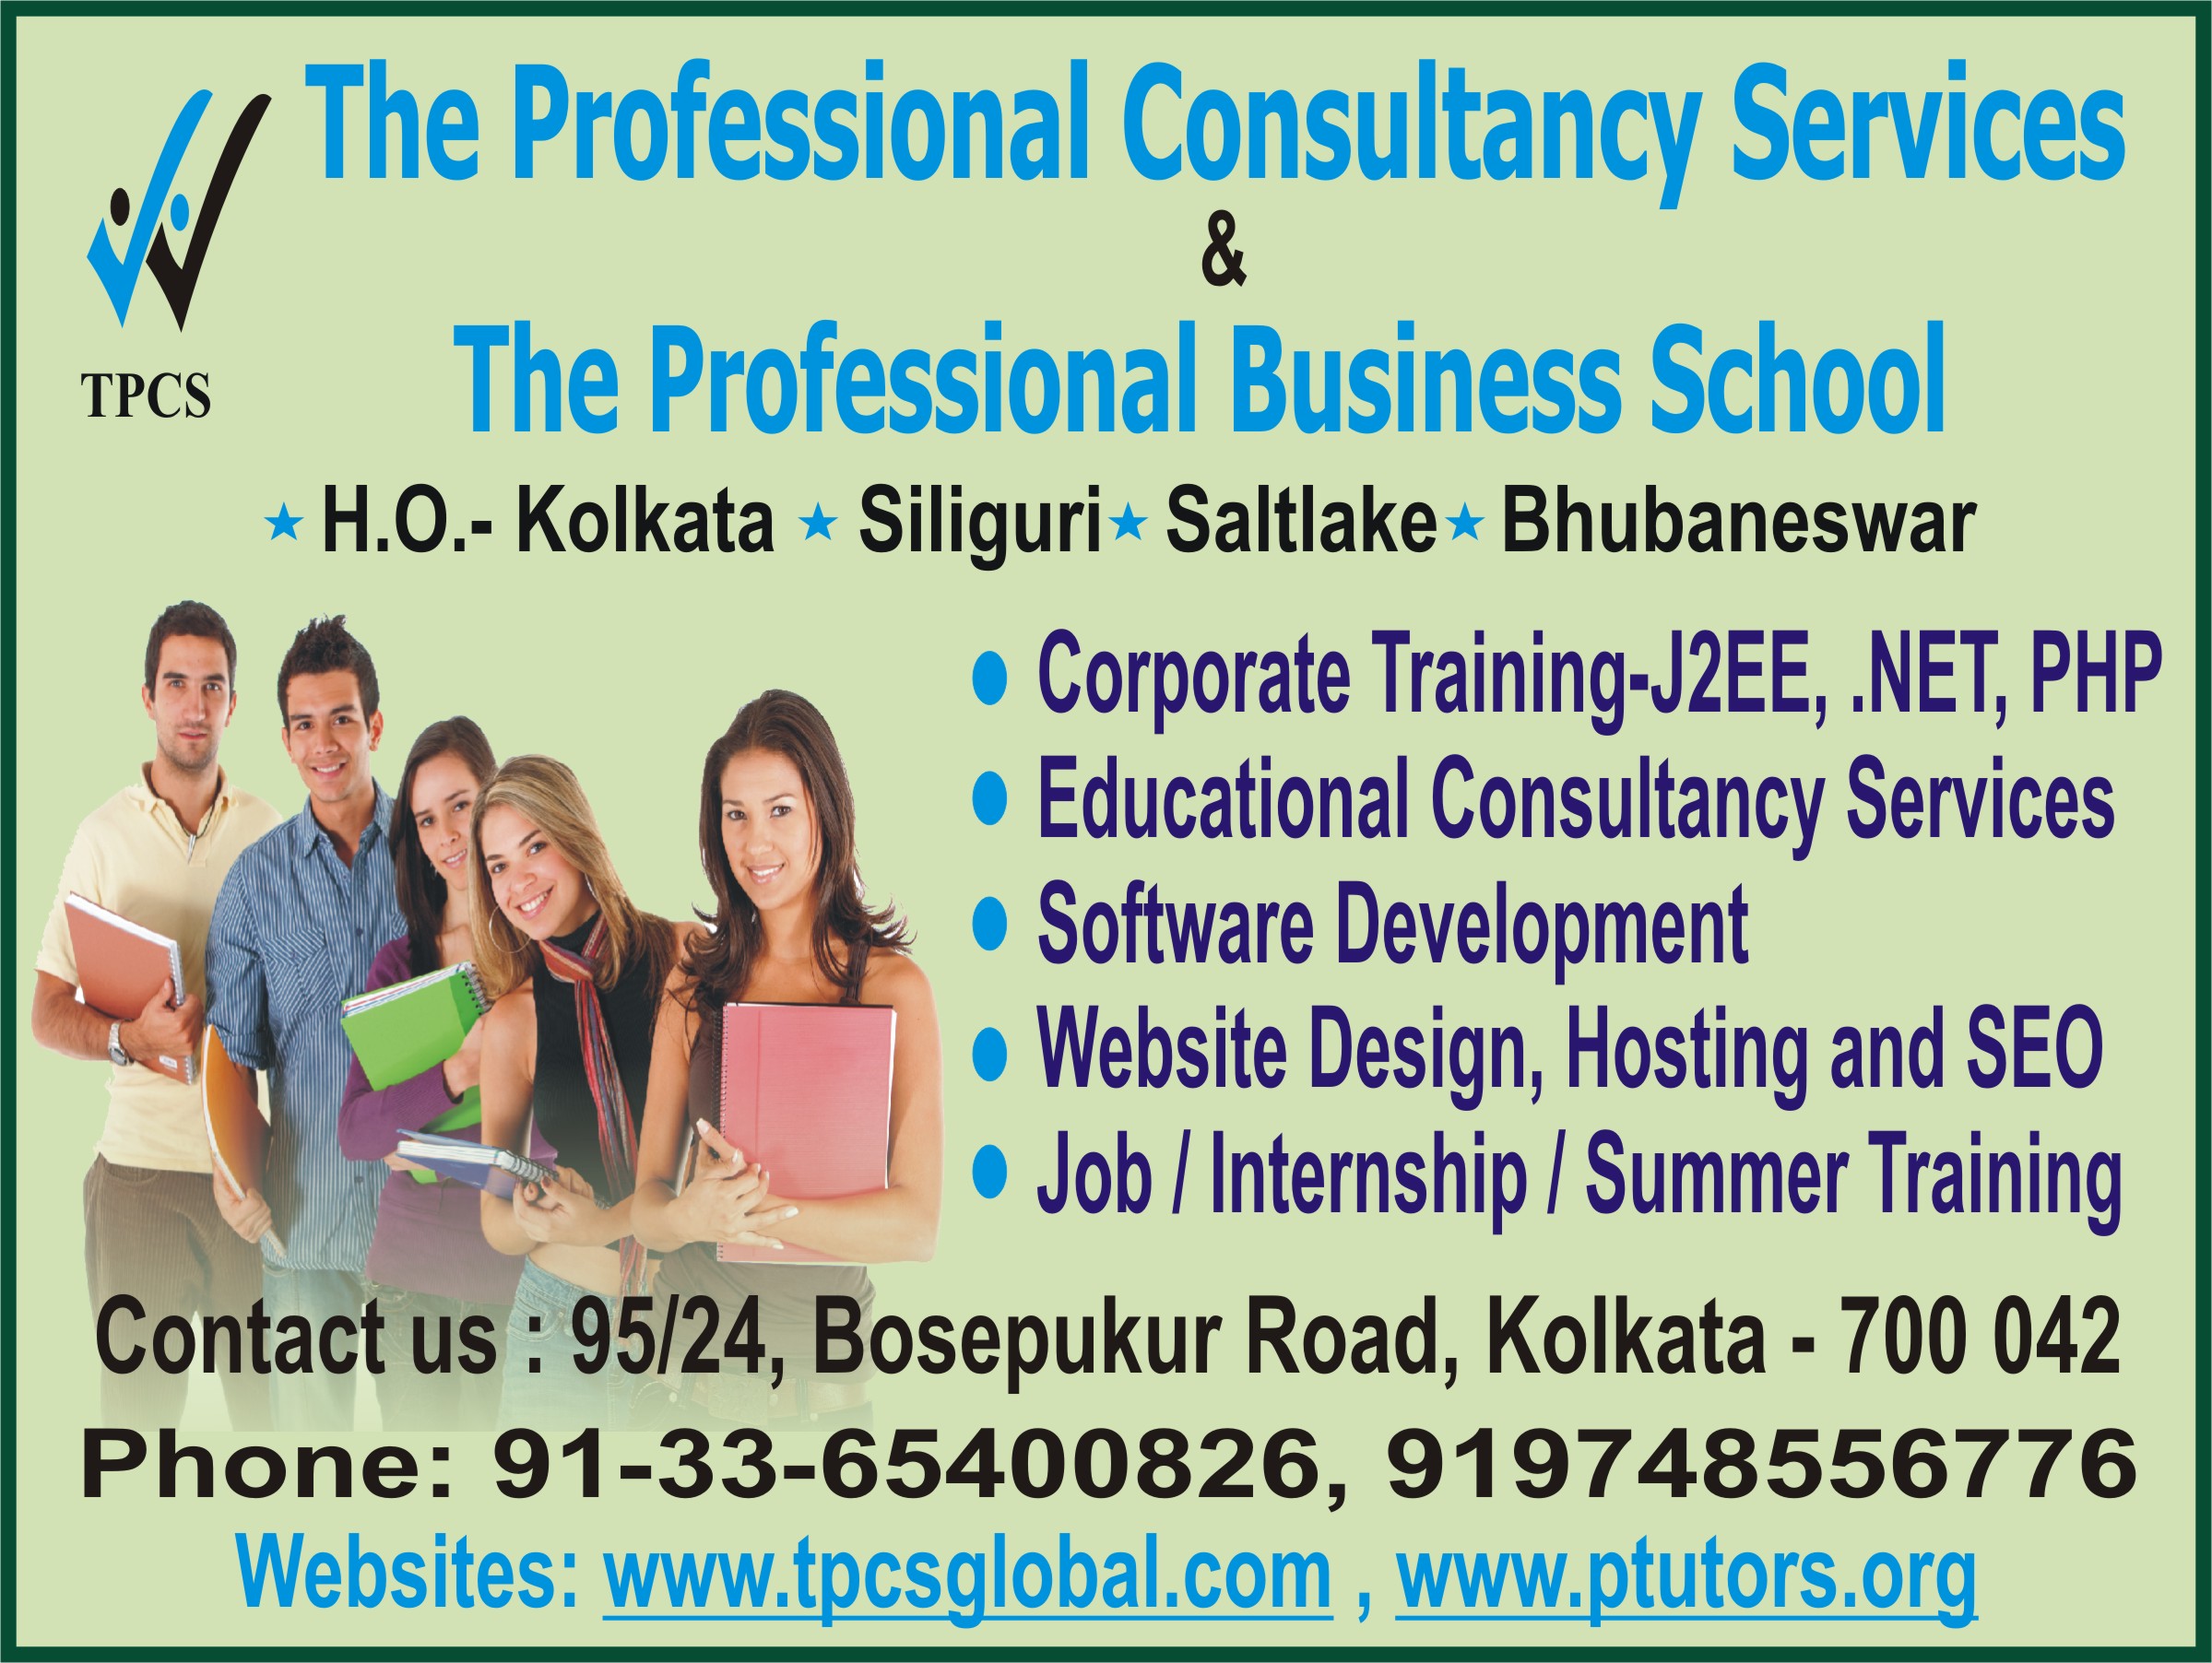 The Professional Consultancy Services
&
The Professional Business School
TPCS
H.O.- Kolkata ★ Siliguri ★ Saltlake ★ Bhubaneswar
Corporate Training-J2EE, .NET, PHP
Educational Consultancy Services
Software Development
Website Design, Hosting and SEO
Job / Internship / Summer Training
Contact us : 95/24, Bosepukur Road, Kolkata - 700 042
Phone: 91-33-65400826, 919748556776
Websites: www.tpcsglobal.com , www.ptutors.org